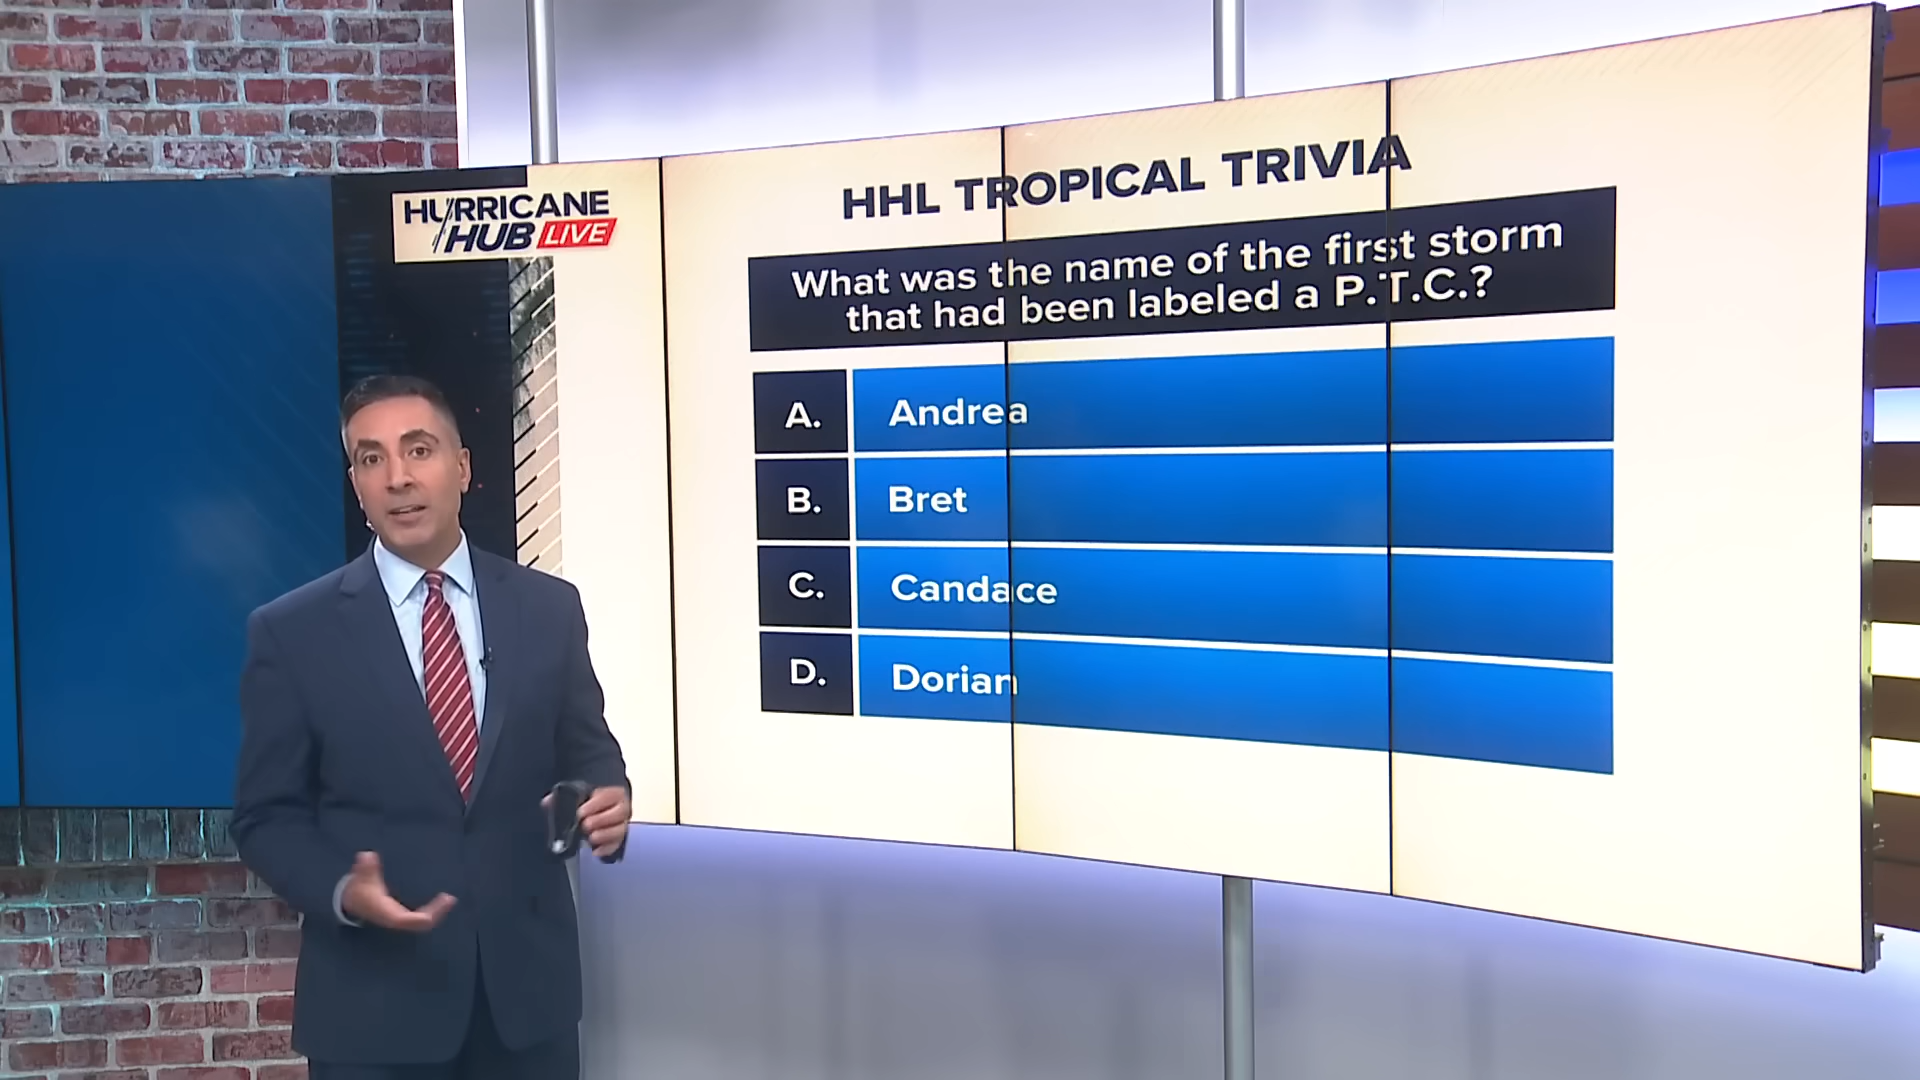 HURRICANE
HUB LIVE
HHL TROPICAL TRIVIA
What was the name of the first storm
that had been labeled a P.T.C.?
A. Andrea
B. Bret
C. Candace
D. Dorian